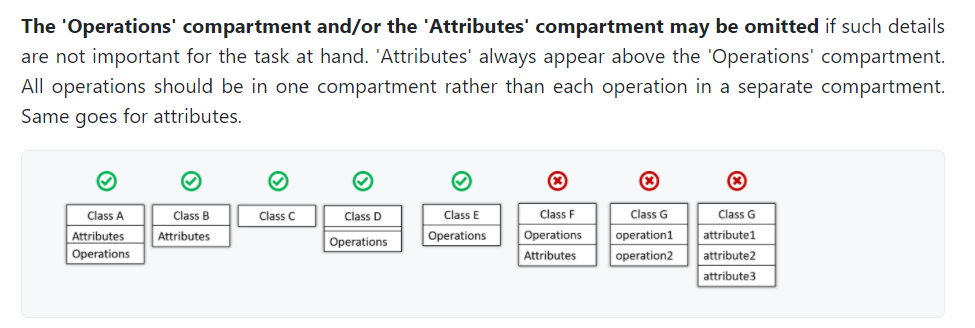 The 'Operations' compartment and/or the 'Attributes' compartment may be omitted if such details
are not important for the task at hand. 'Attributes' always appear above the 'Operations' compartment.
All operations should be in one compartment rather than each operation in a separate compartment.
Same goes for attributes.
Class A
Attributes
Operations
Class B
Attributes
Class C
Class D
Operations
Class E
Operations
Class F
Operations
Attributes
Class G
operation1
operation2
Class G
attribute1
attribute2
attribute3